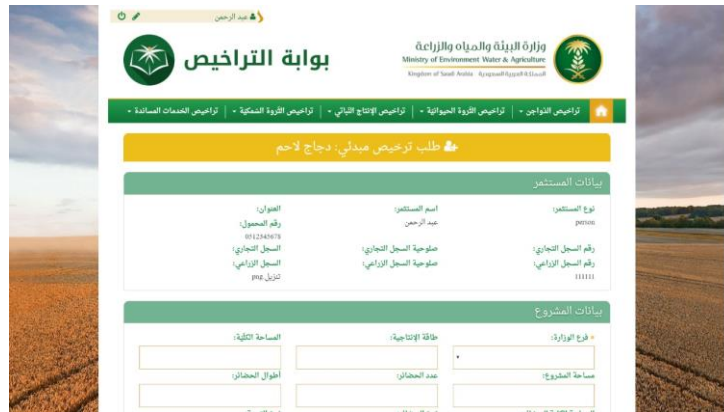 عبد الرحمن
وزارة البيئة والمياه والزراعة
Ministry of Environment Water & Agriculture
Kingdom of Saudi Arabia المملكة العربية السعودية
بوابة التراخيص
تراخيص الدواجن
تراخيص الثروة الحيوانية
تراخيص الإنتاج النباتي
تراخيص الثروة السمكية
تراخيص الخدمات المساندة
طلب ترخيص مبدئي: دجاج لاحم
بيانات المستثمر
نوع المستثمر: اسم المستثمر: العنوان:
person عبد الرحمن رقم المحمول:
0512345678
رقم السجل التجاري: صلوحية السجل التجاري: السجل التجاري:
رقم السجل الزراعي: صلوحية السجل الزراعي: السجل الزراعي:
111111 تنزيل.png
بيانات المشروع
* فرع الوزارة: طاقة الإنتاجية: المساحة الكلية:
مساحة المشروع: عدد الحضائر: أطوال الحضائر: